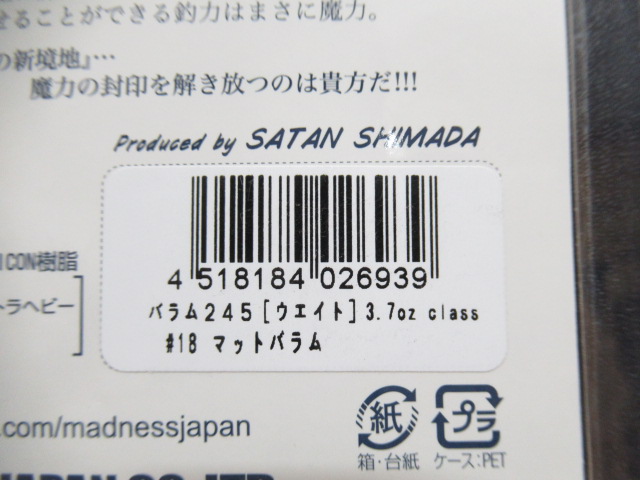 せることができる釣力はまさに魔力。
の新境地』…
魔力の封印を解き放つのは貴方だ!!!
Produced by SATAN SHIMADA
4 518184 026939
バラム245[ウエイト]3.7oz class
#18 マットバラム
ICON樹脂
トラヘビー
.com/madnessjapan
紙
プラ
箱・台紙
ケース:PET
JAPAN CO.,LTD.